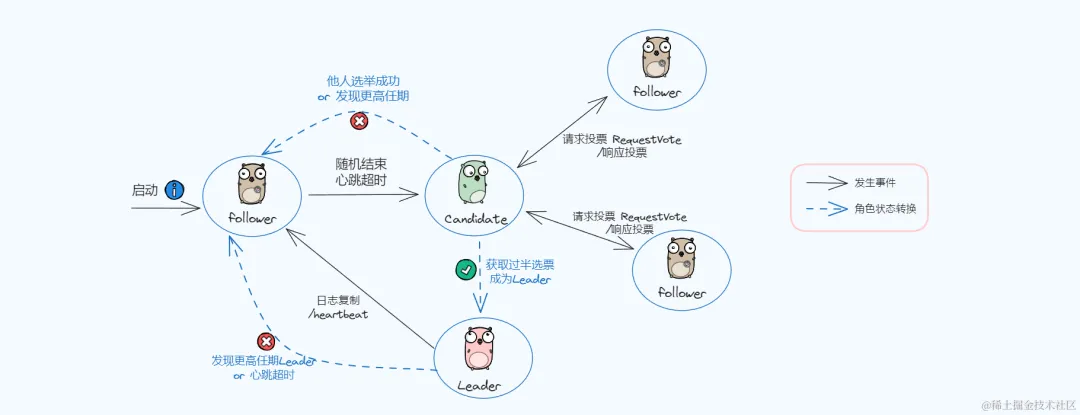 他人选举成功
or 发现更高任期
follower
请求投票 RequestVote
/响应投票
启动
follower
随机结束
心跳超时
Candidate
发生事件
角色状态转换
请求投票 RequestVote
/响应投票
follower
获取过半选票
成为Leader
日志复制
/heartbeat
发现更高任期Leader
or 心跳超时
Leader
@稀土掘金技术社区